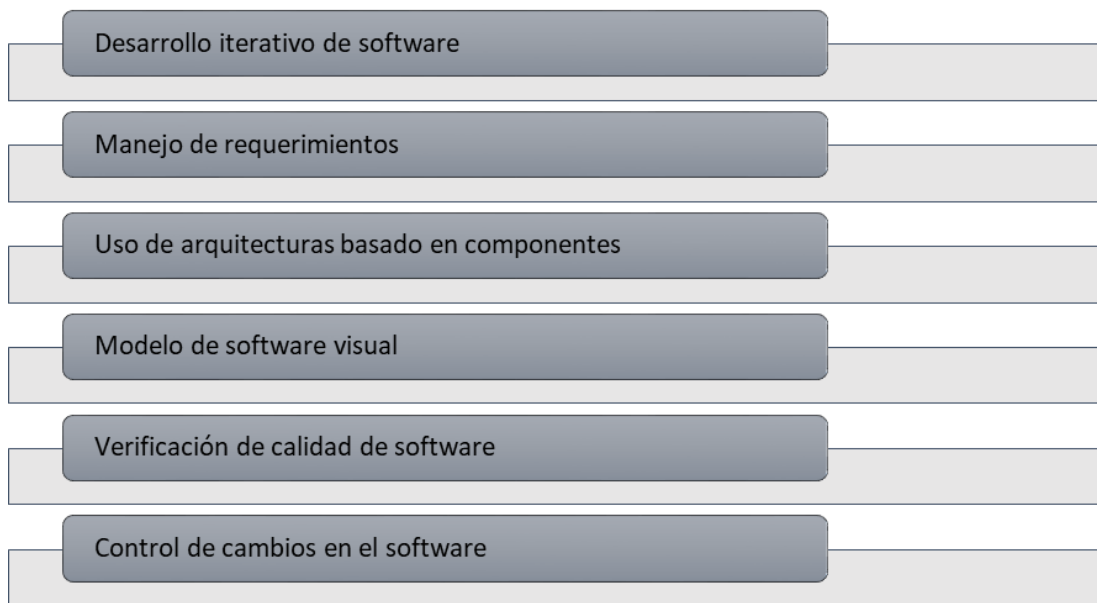 Desarrollo iterativo de software
Manejo de requerimientos
Uso de arquitecturas basado en componentes
Modelo de software visual
Verificación de calidad de software
Control de cambios en el software